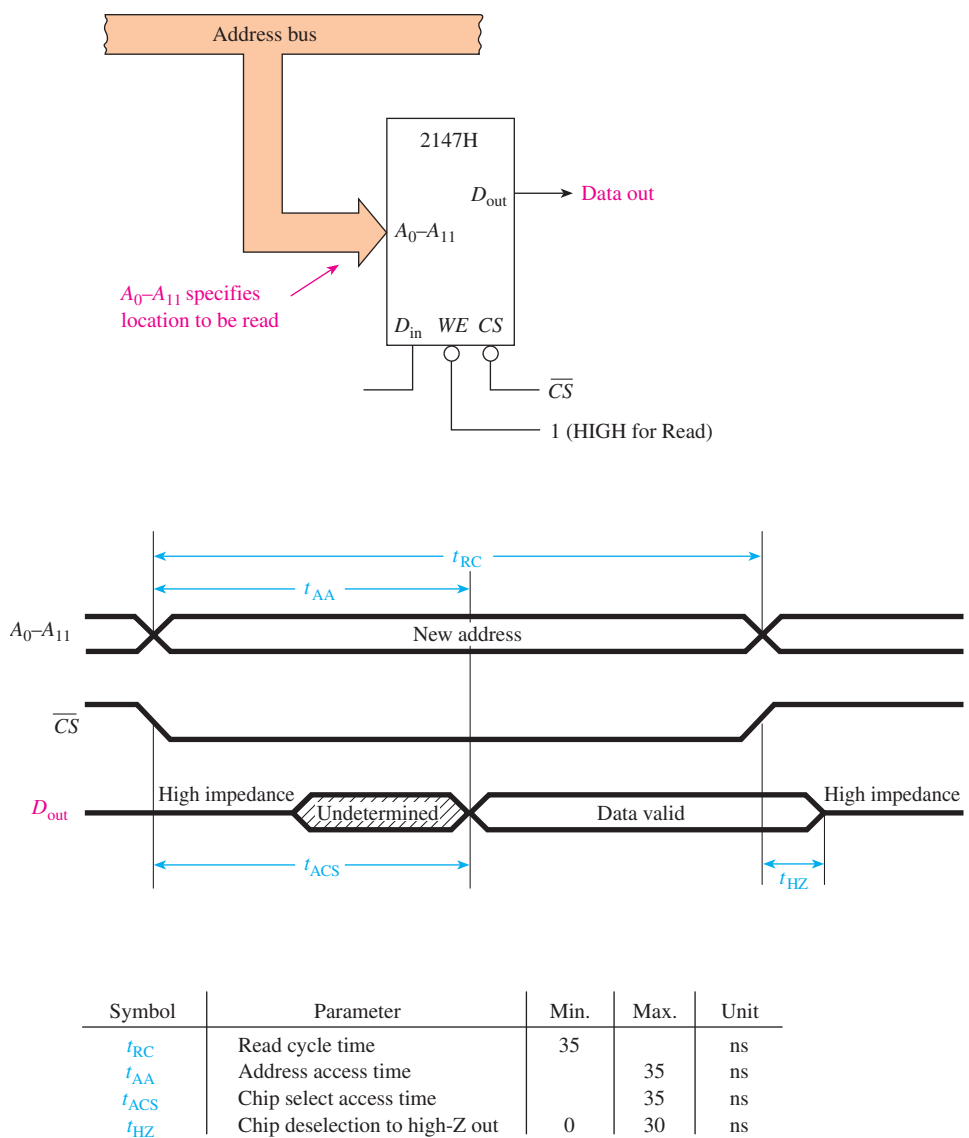 Address bus
2147H
D_out
Data out
A_0–A_11
A_0–A_11 specifies
location to be read
D_in WE CS
C̅S̅
1 (HIGH for Read)
t_RC
t_AA
A_0–A_11
New address
C̅S̅
D_out
High impedance
Undetermined
Data valid
High impedance
t_ACS
t_HZ
Symbol Parameter Min. Max. Unit
t_RC Read cycle time 35 ns
t_AA Address access time 35 ns
t_ACS Chip select access time 35 ns
t_HZ Chip deselection to high-Z out 0 30 ns